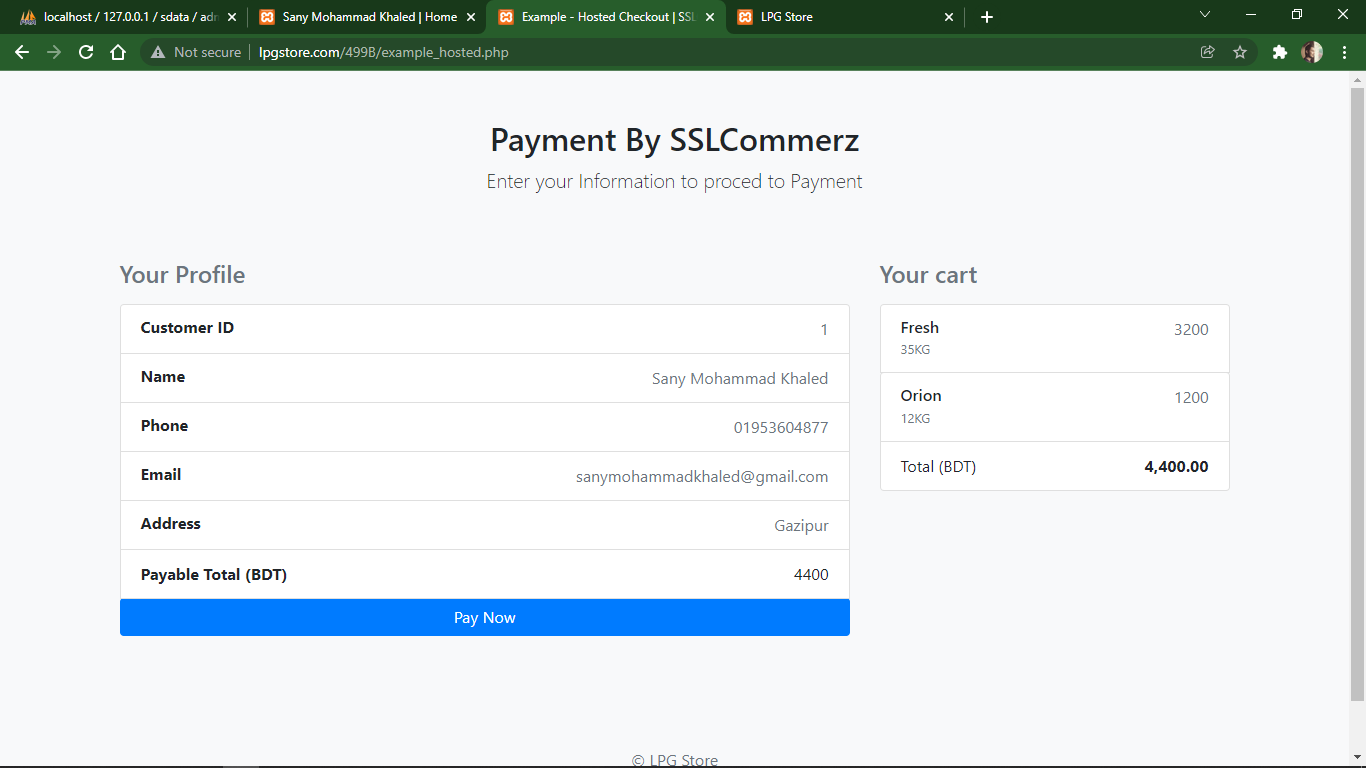 localhost / 127.0.0.1 / sdata / adm
Sany Mohammad Khaled | Home
Example - Hosted Checkout | SSL
LPG Store
Not secure
lpgstore.com/499B/example_hosted.php
Payment By SSLCommerz
Enter your Information to proced to Payment
Your Profile
Customer ID 1
Name Sany Mohammad Khaled
Phone 01953604877
Email sanymohammadkhaled@gmail.com
Address Gazipur
Payable Total (BDT) 4400
Pay Now
Your cart
Fresh 3200
35KG
Orion 1200
12KG
Total (BDT) 4,400.00
© LPG Store